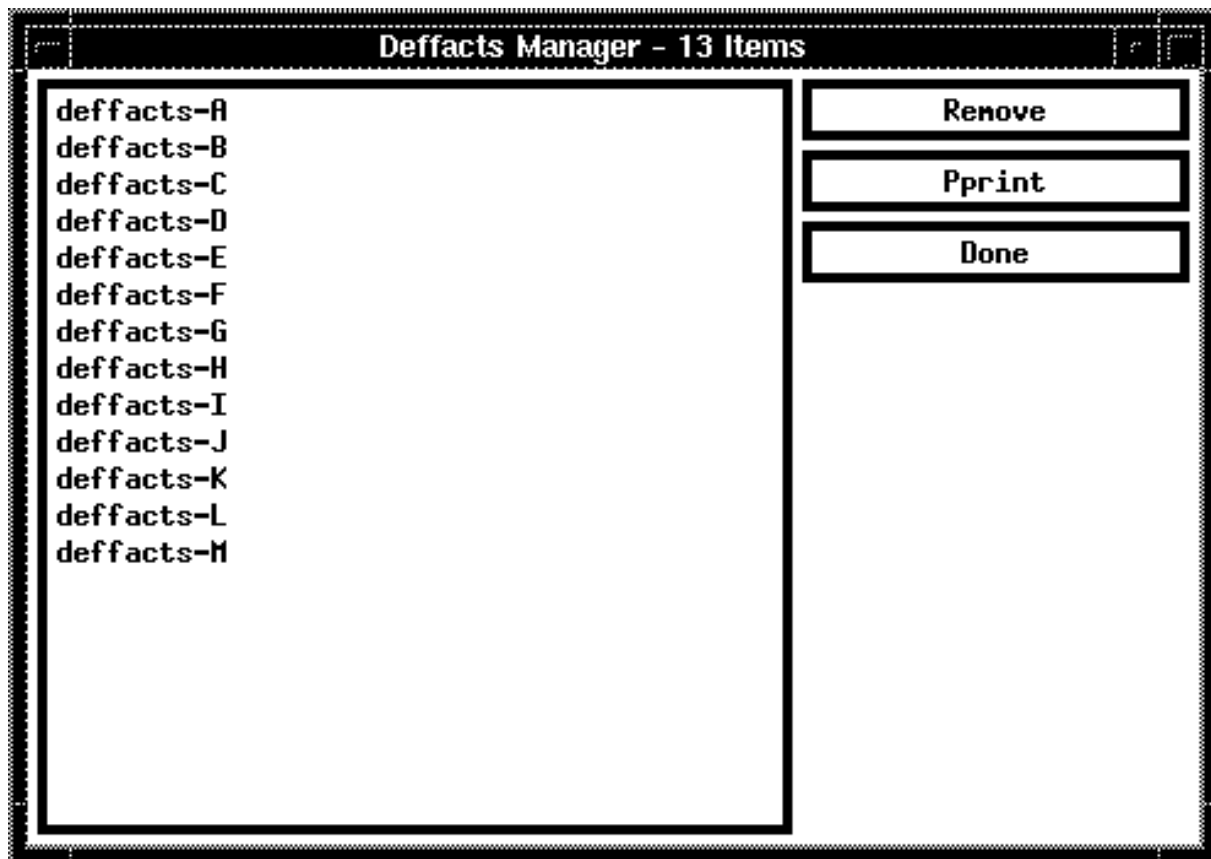 Deffacts Manager - 13 Items
deffacts-A
deffacts-B
deffacts-C
deffacts-D
deffacts-E
deffacts-F
deffacts-G
deffacts-H
deffacts-I
deffacts-J
deffacts-K
deffacts-L
deffacts-M
Remove
Pprint
Done